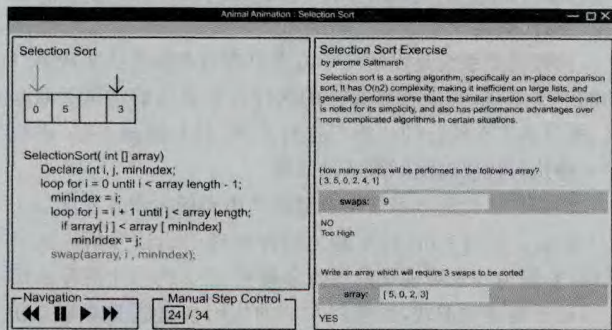 Animal Animation : Selection Sort
Selection Sort
0 5 3
SelectionSort( int [] array)
Declare int i, j, minIndex;
loop for i = 0 until i < array length - 1;
minIndex = i;
loop for j = i + 1 until j < array length;
if array[ j ] < array [ minIndex]
minIndex = j;
swap(aarray, i , minIndex);
Navigation
Manual Step Control
24 / 34
Selection Sort Exercise
by jerome Saltmarsh
Selection sort is a sorting algorithm, specifically an in-place comparison
sort, It has O(n2) complexity, making it inefficient on large lists, and
generally performs worse thant the similar insertion sort. Selection sort
is noted for its simplcity, and also has performance advantages over
more complicated algorithms in certain situations.
How many swaps will be performed in the following array?
[ 3, 5, 0, 2, 4, 1]
swaps: 9
NO
Too High
Write an array which will require 3 swaps to be sorted
array: [ 5, 0, 2, 3]
YES